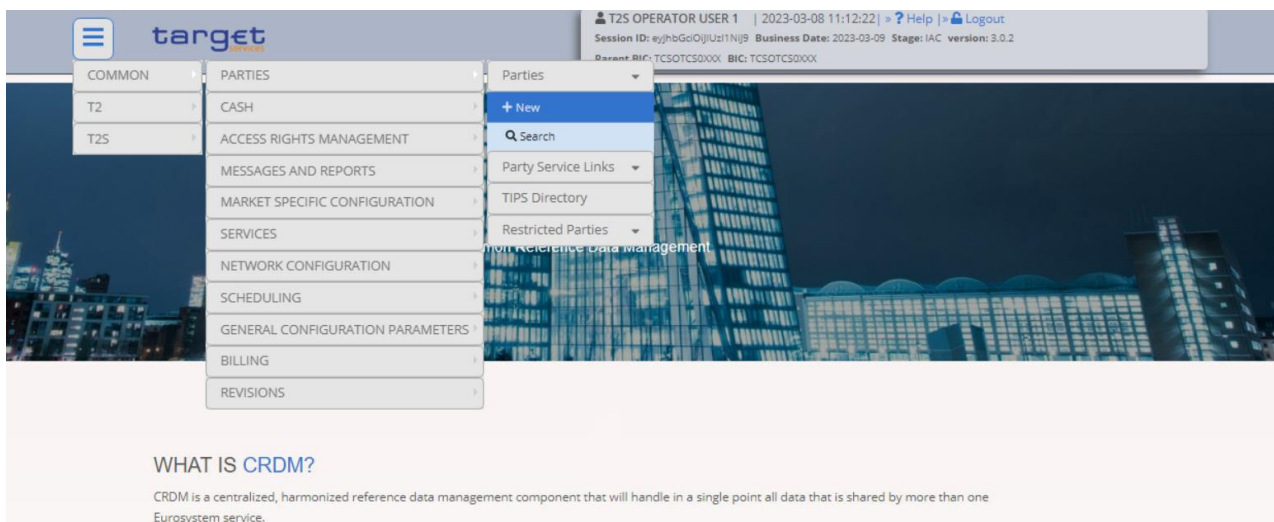 T2S OPERATOR USER 1 | 2023-03-08 11:12:22| » ? Help |» Logout
Session ID: eyJhbGciOiJIUzI1NiJ9 Business Date: 2023-03-09 Stage: IAC version: 3.0.2
Parent BIC: TCSOTCS0XXX BIC: TCSOTCS0XXX
target
services
COMMON
T2
T2S
PARTIES
CASH
ACCESS RIGHTS MANAGEMENT
MESSAGES AND REPORTS
MARKET SPECIFIC CONFIGURATION
SERVICES
NETWORK CONFIGURATION
SCHEDULING
GENERAL CONFIGURATION PARAMETERS
BILLING
REVISIONS
Parties
+ New
Search
Party Service Links
TIPS Directory
Restricted Parties
Reference Data Management
WHAT IS CRDM?
CRDM is a centralized, harmonized reference data management component that will handle in a single point all data that is shared by more than one
Eurosystem service.